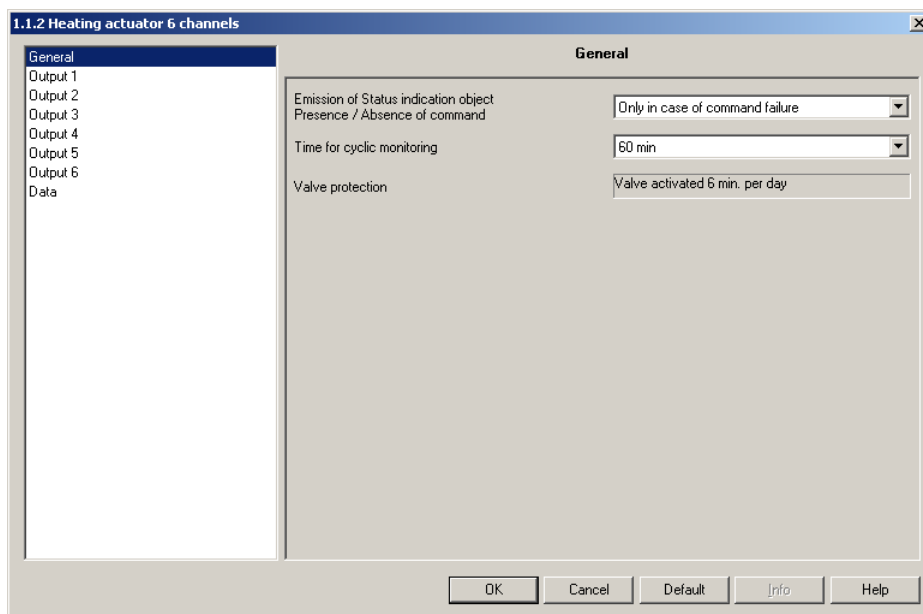 1.1.2 Heating actuator 6 channels
General
Output 1
Output 2
Output 3
Output 4
Output 5
Output 6
Data
General
Emission of Status indication object
Presence / Absence of command
Only in case of command failure
Time for cyclic monitoring
60 min
Valve protection
Valve activated 6 min. per day
OK
Cancel
Default
Info
Help